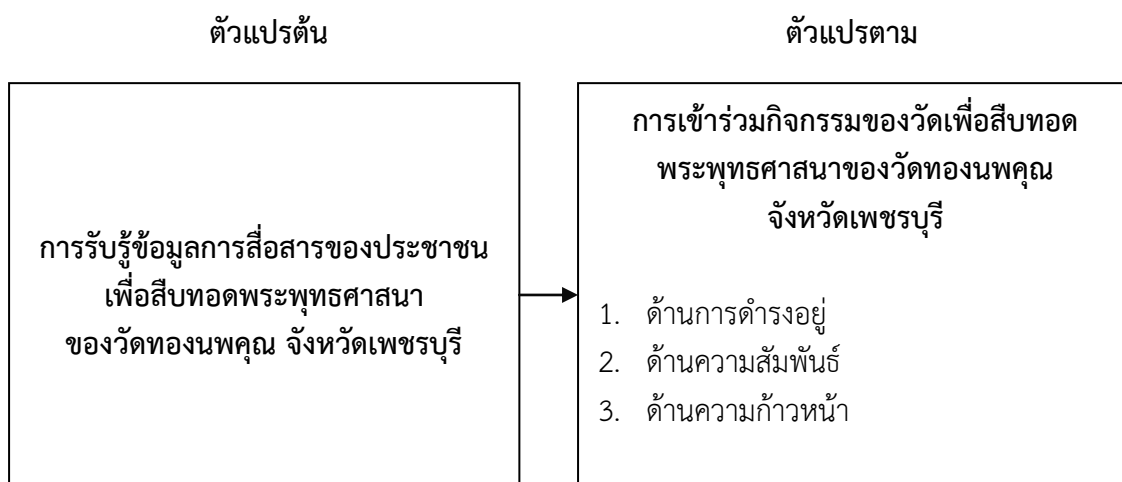 ตัวแปรต้น
ตัวแปรตาม
การรับรู้ข้อมูลการสื่อสารของประชาชน
เพื่อสืบทอดพระพุทธศาสนา
ของวัดทองนพคุณ จังหวัดเพชรบุรี
การเข้าร่วมกิจกรรมของวัดเพื่อสืบทอด
พระพุทธศาสนาของวัดทองนพคุณ
จังหวัดเพชรบุรี
1. ด้านการดำรงอยู่
2. ด้านความสัมพันธ์
3. ด้านความก้าวหน้า